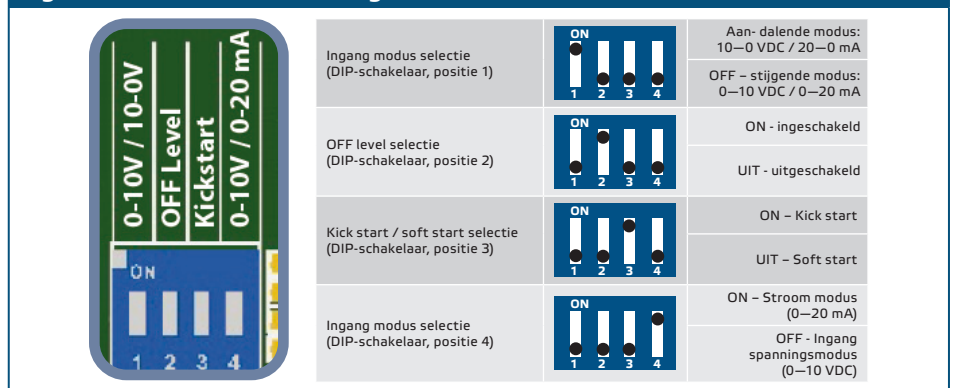 0-10V / 10-0V
OFF Level
Kickstart
0-10V / 0-20 mA
ON
1 2 3 4
Ingang modus selectie
(DIP-schakelaar, positie 1)
ON
1 2 3 4
Aan- dalende modus:
10—0 VDC / 20—0 mA
OFF – stijgende modus:
0—10 VDC / 0—20 mA
OFF level selectie
(DIP-schakelaar, positie 2)
ON
1 2 3 4
ON - ingeschakeld
UIT - uitgeschakeld
Kick start / soft start selectie
(DIP-schakelaar, positie 3)
ON
1 2 3 4
ON – Kick start
UIT – Soft start
Ingang modus selectie
(DIP-schakelaar, positie 4)
ON
1 2 3 4
ON – Stroom modus
(0—20 mA)
OFF - Ingang
spanningsmodus
(0—10 VDC)